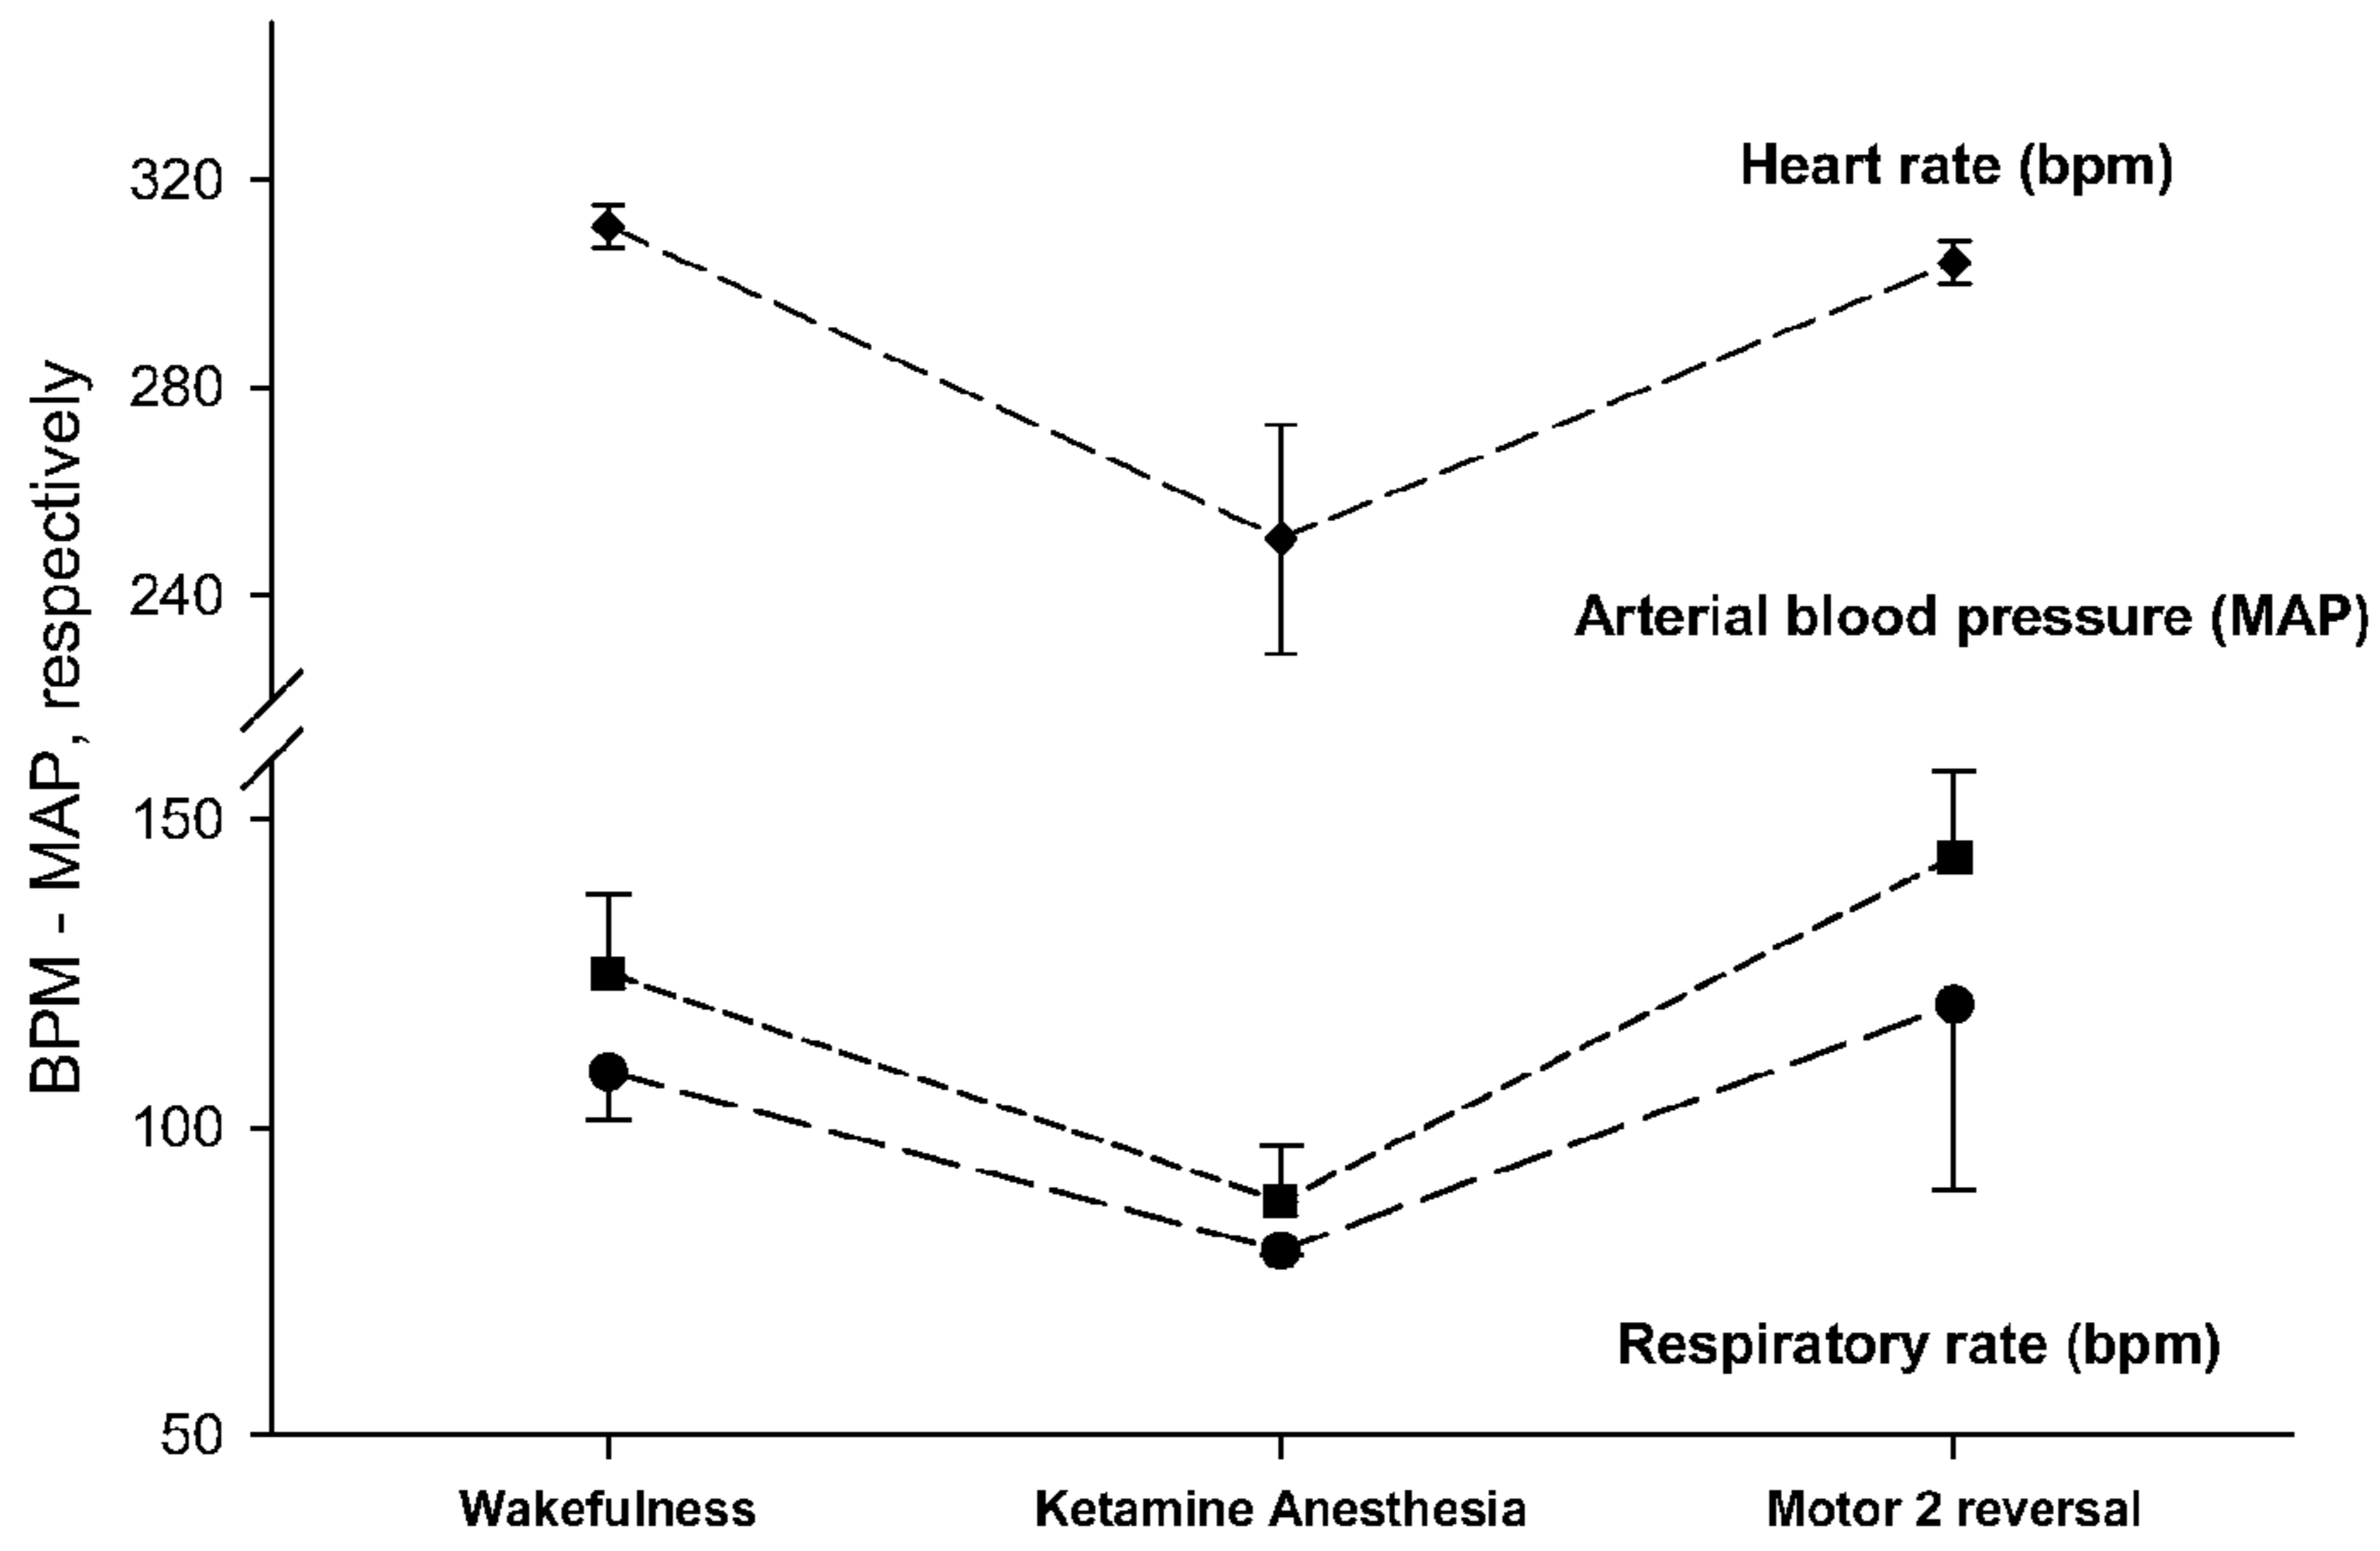 BPM - MAP, respectively
320
280
240
150
100
50
Heart rate (bpm)
Arterial blood pressure (MAP)
Respiratory rate (bpm)
Wakefulness
Ketamine Anesthesia
Motor 2 reversal